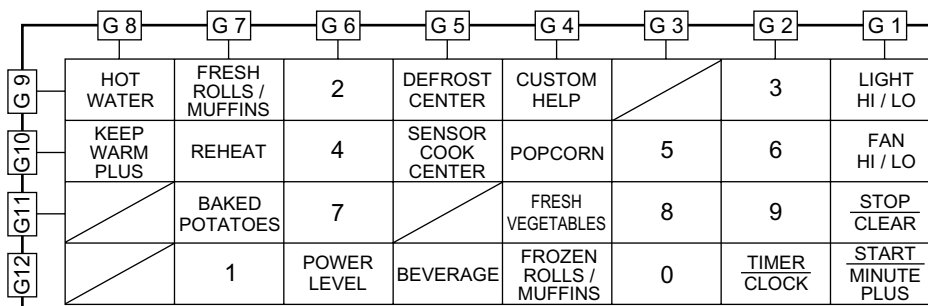 G 8 G 7 G 6 G 5 G 4 G 3 G 2 G 1
G 9
HOT
WATER
FRESH
ROLLS /
MUFFINS
2
DEFROST
CENTER
CUSTOM
HELP
3
LIGHT
HI / LO
G10
KEEP
WARM
PLUS
REHEAT
4
SENSOR
COOK
CENTER
POPCORN
5
6
FAN
HI / LO
G11
BAKED
POTATOES
7
FRESH
VEGETABLES
8
9
STOP
CLEAR
G12
1
POWER
LEVEL
BEVERAGE
FROZEN
ROLLS /
MUFFINS
0
TIMER
CLOCK
START
MINUTE
PLUS